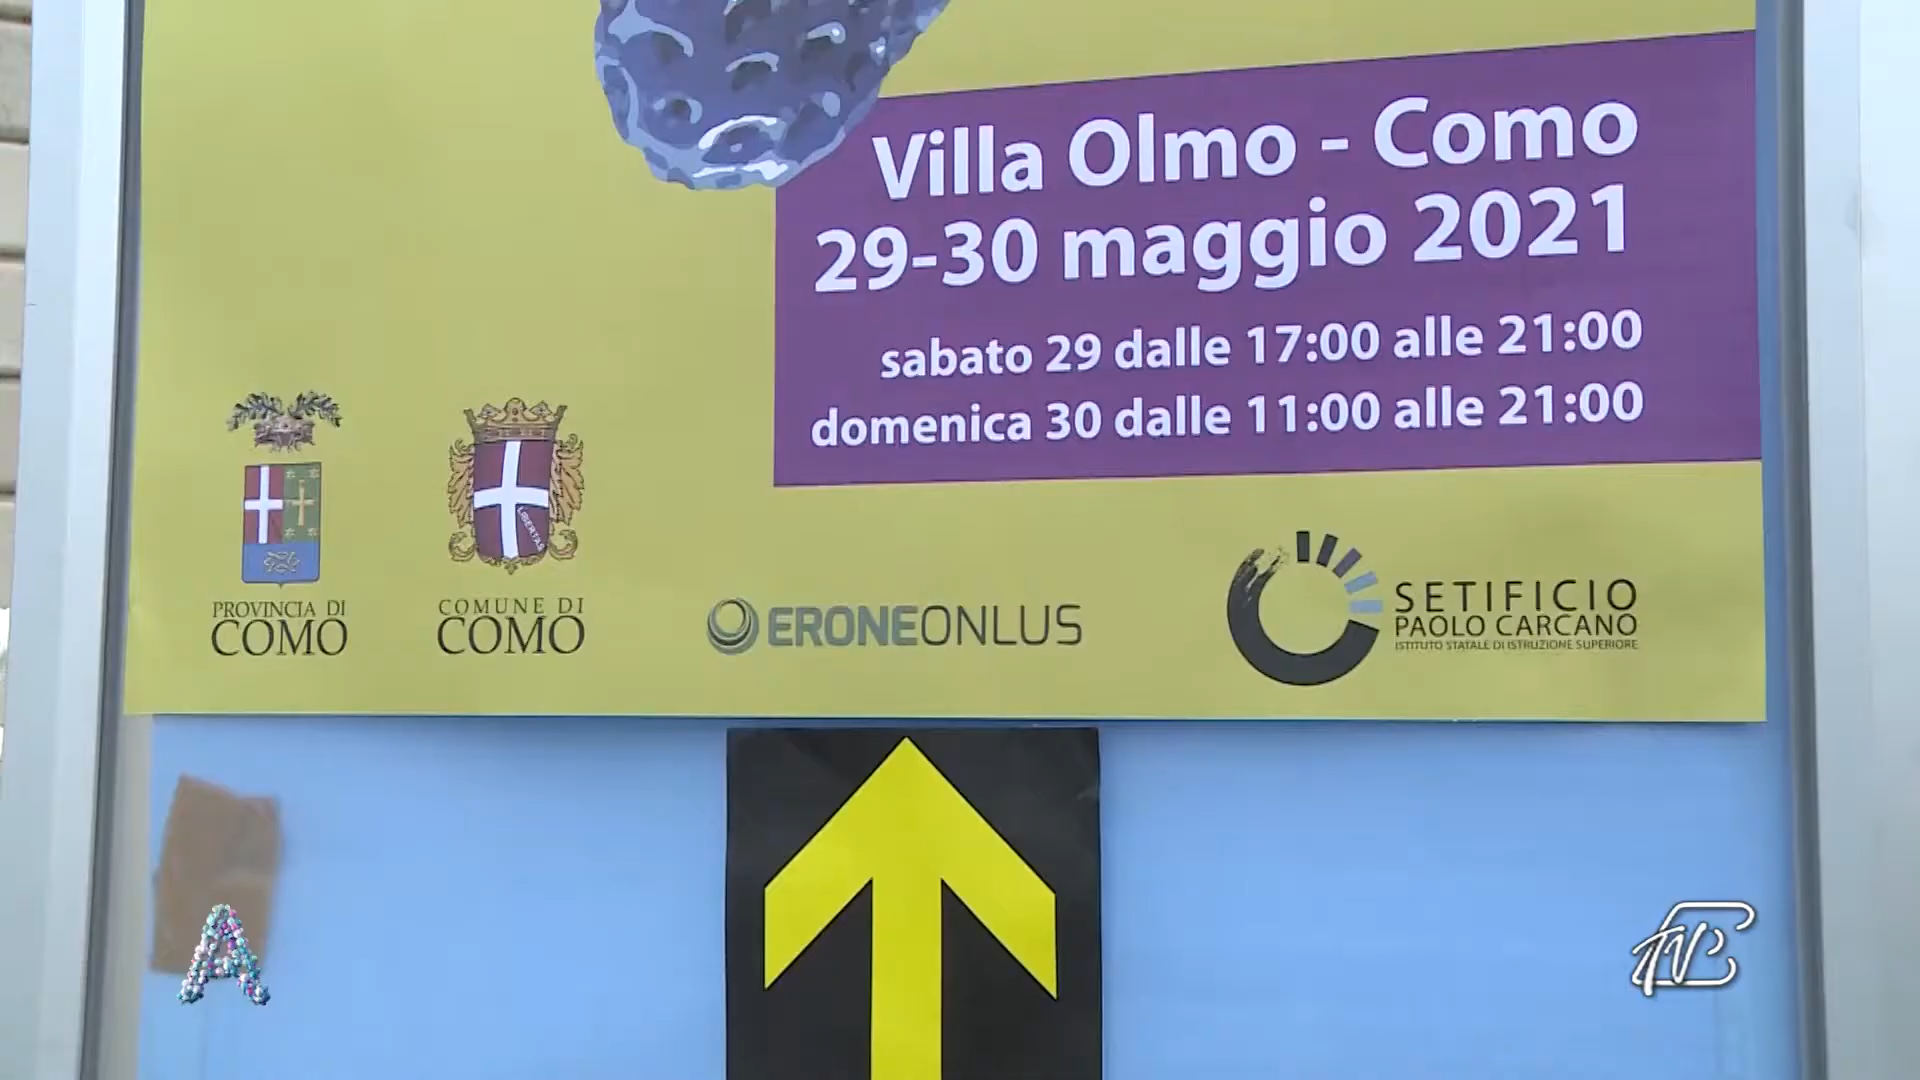 Villa Olmo - Como
29-30 maggio 2021
sabato 29 dalle 17:00 alle 21:00
domenica 30 dalle 11:00 alle 21:00
LIBERTAS
PROVINCIA DI
COMO
COMUNE DI
COMO
ERONEONLUS
SETIFICIO
PAOLO CARCANO
ISTITUTO STATALE DI ISTRUZIONE SUPERIORE
A